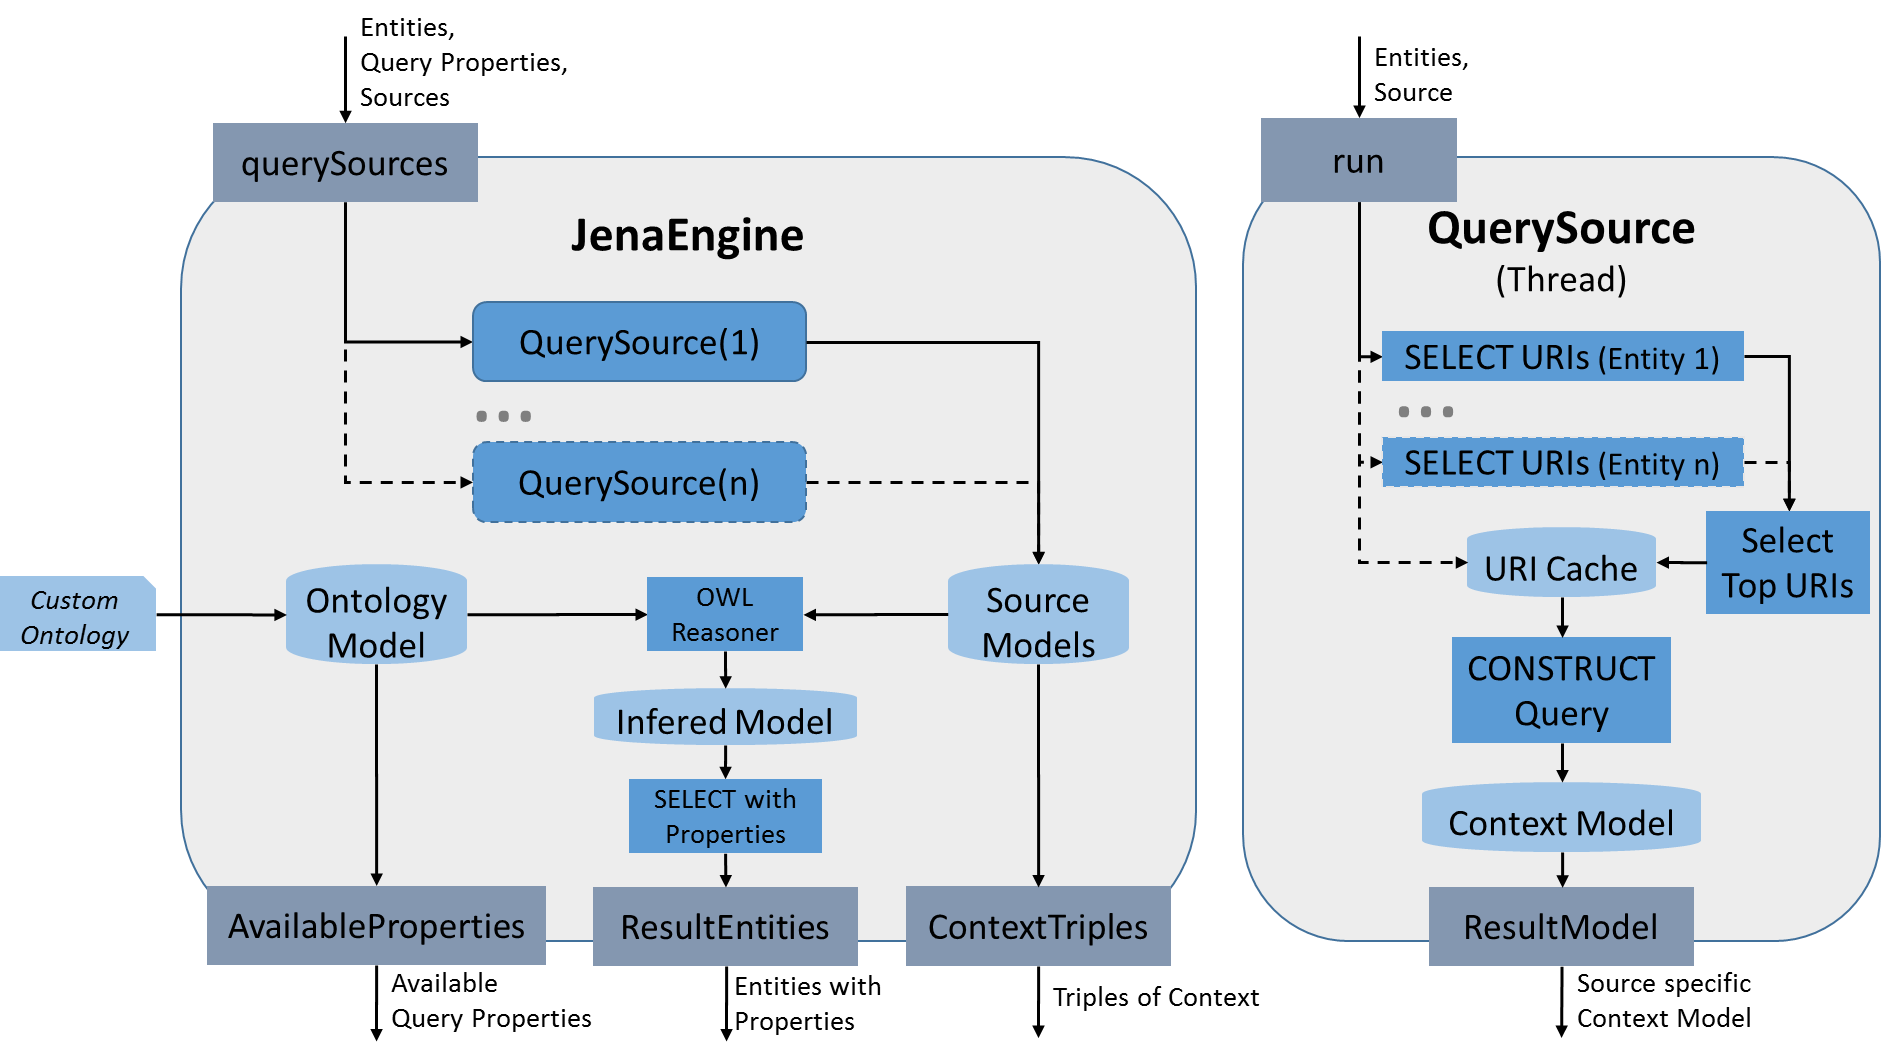 Entities,
Query Properties,
Sources
querySources
JenaEngine
QuerySource(1)
...
QuerySource(n)
Custom
Ontology
Ontology
Model
OWL
Reasoner
Source
Models
Infered Model
SELECT with
Properties
AvailableProperties
ResultEntities
ContextTriples
Available
Query Properties
Entities with
Properties
Triples of Context
Entities,
Source
run
QuerySource
(Thread)
SELECT URIs (Entity 1)
...
SELECT URIs (Entity n)
Select
Top URIs
URI Cache
CONSTRUCT
Query
Context Model
ResultModel
Source specific
Context Model